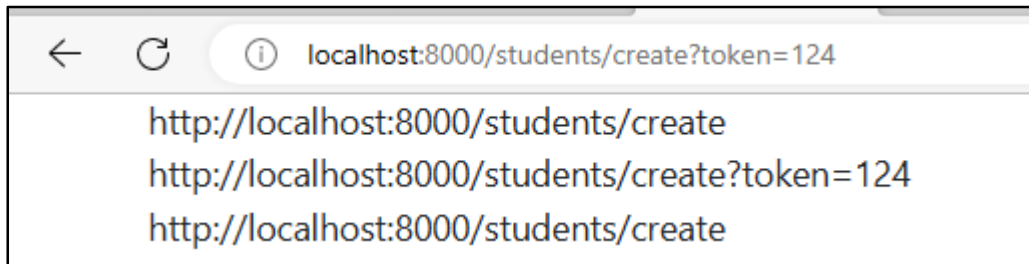 localhost:8000/students/create?token=124
http://localhost:8000/students/create
http://localhost:8000/students/create?token=124
http://localhost:8000/students/create